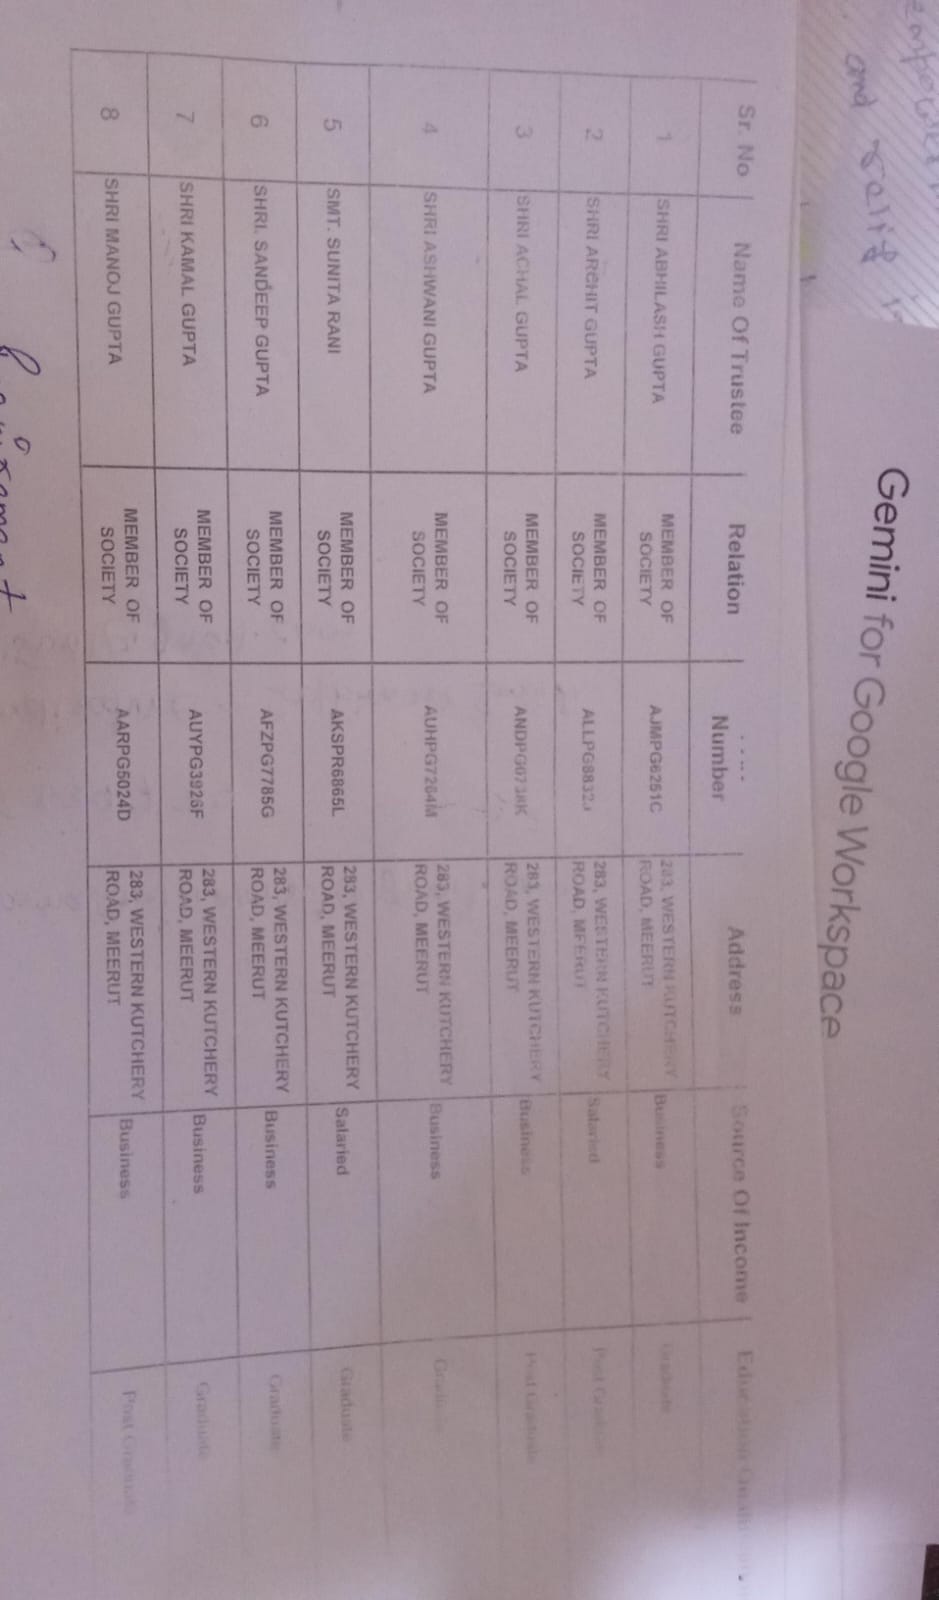 and
Gemini for Google Workspace
Sr. No Name Of Trustee Relation Number Address Source Of Income
1 SHRI ABHILASH GUPTA MEMBER OF SOCIETY AJMPG6251C 283, WESTERN KUTCHERY ROAD, MEERUT Business Graduate
2 SHRI ARCHIT GUPTA MEMBER OF SOCIETY 283, WESTERN KUTCHERY ROAD, MEERUT Salaried Post Graduate
3 SHRI ACHAL GUPTA MEMBER OF SOCIETY 283, WESTERN KUTCHERY ROAD, MEERUT Business Post Graduate
4 SHRI ASHWANI GUPTA MEMBER OF SOCIETY AUHPG7264M 283, WESTERN KUTCHERY ROAD, MEERUT Business Graduate
5 SMT. SUNITA RANI MEMBER OF SOCIETY AKSPR6865L 283, WESTERN KUTCHERY ROAD, MEERUT Salaried Graduate
6 SHRI. SANDEEP GUPTA MEMBER OF SOCIETY AFZPG7785G 283, WESTERN KUTCHERY ROAD, MEERUT Business Graduate
7 SHRI KAMAL GUPTA MEMBER OF SOCIETY AUYPG3926F 283, WESTERN KUTCHERY ROAD, MEERUT Business Graduate
8 SHRI MANOJ GUPTA MEMBER OF SOCIETY AARPG5024D 283, WESTERN KUTCHERY ROAD, MEERUT Business Post Graduate